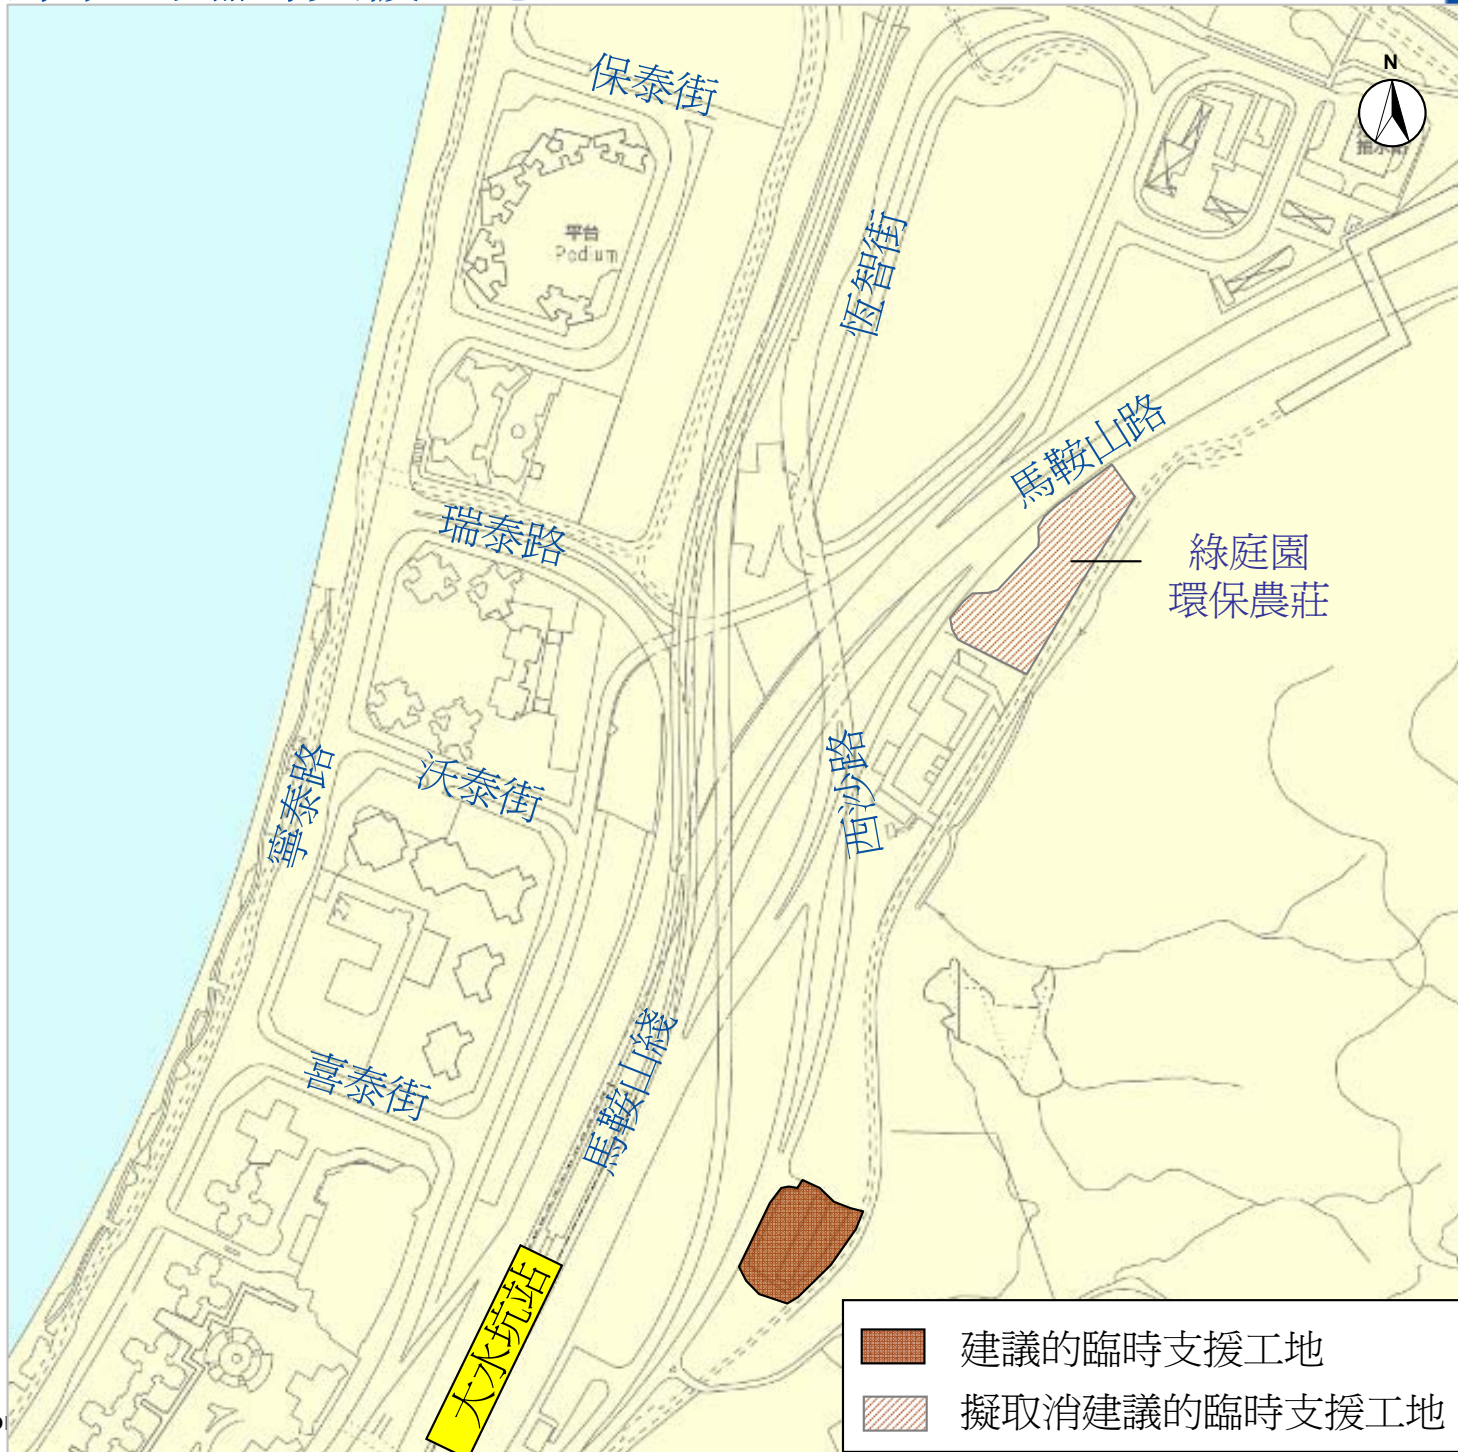 保泰街
N
抽水站
平台
Podium
恆智街
馬鞍山路
瑞泰路
綠庭園
環保農莊
西沙路
寧泰路
沃泰街
馬鞍山綫
喜泰街
大水坑站
建議的臨時支援工地
擬取消建議的臨時支援工地